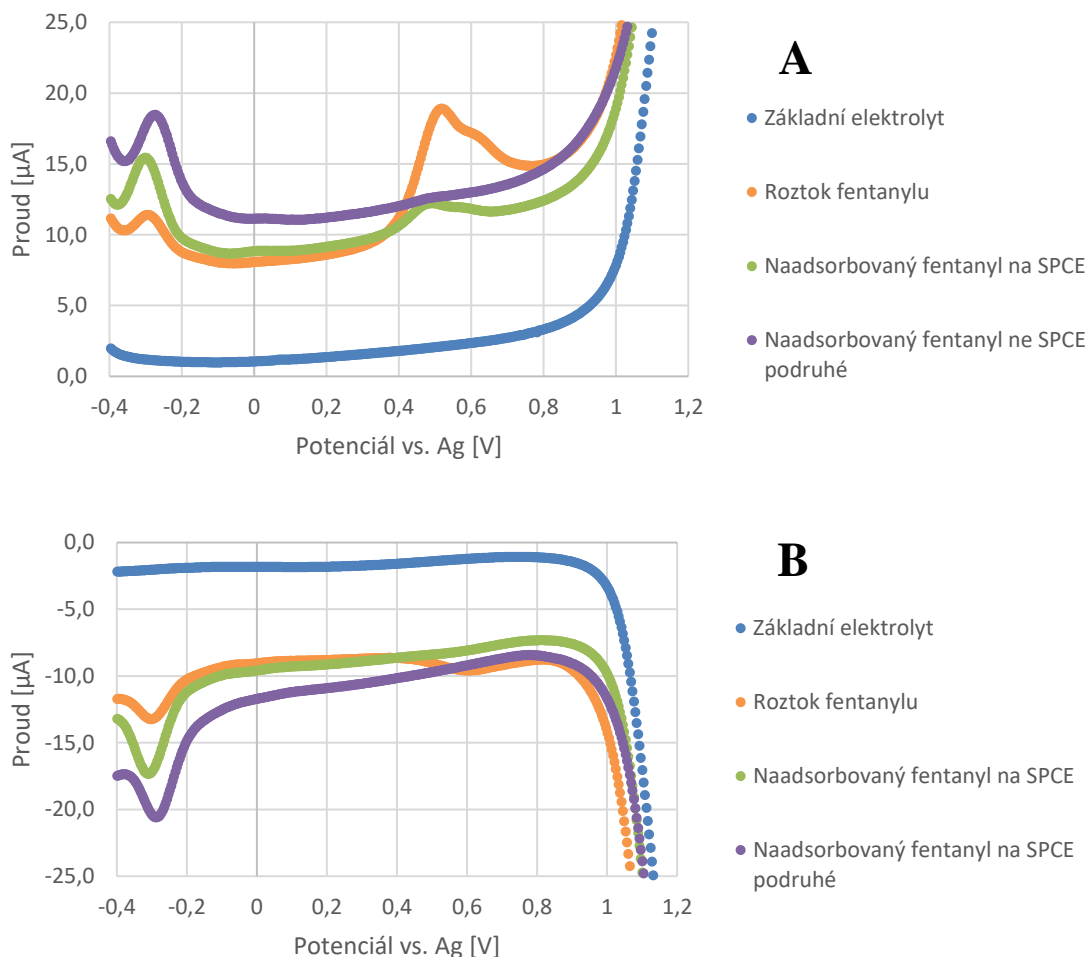 25,0
20,0
15,0
10,0
5,0
0,0
Proud [µA]
-0,4 -0,2 0 0,2 0,4 0,6 0,8 1 1,2
Potenciál vs. Ag [V]
A
Základní elektrolyt
Roztok fentanylu
Naadsorbovaný fentanyl na SPCE
Naadsorbovaný fentanyl ne SPCE
podruhé
0,0
-5,0
-10,0
-15,0
-20,0
-25,0
Proud [µA]
-0,4 -0,2 0 0,2 0,4 0,6 0,8 1 1,2
Potenciál vs. Ag [V]
B
Základní elektrolyt
Roztok fentanylu
Naadsorbovaný fentanyl na SPCE
Naadsorbovaný fentanyl na SPCE
podruhé